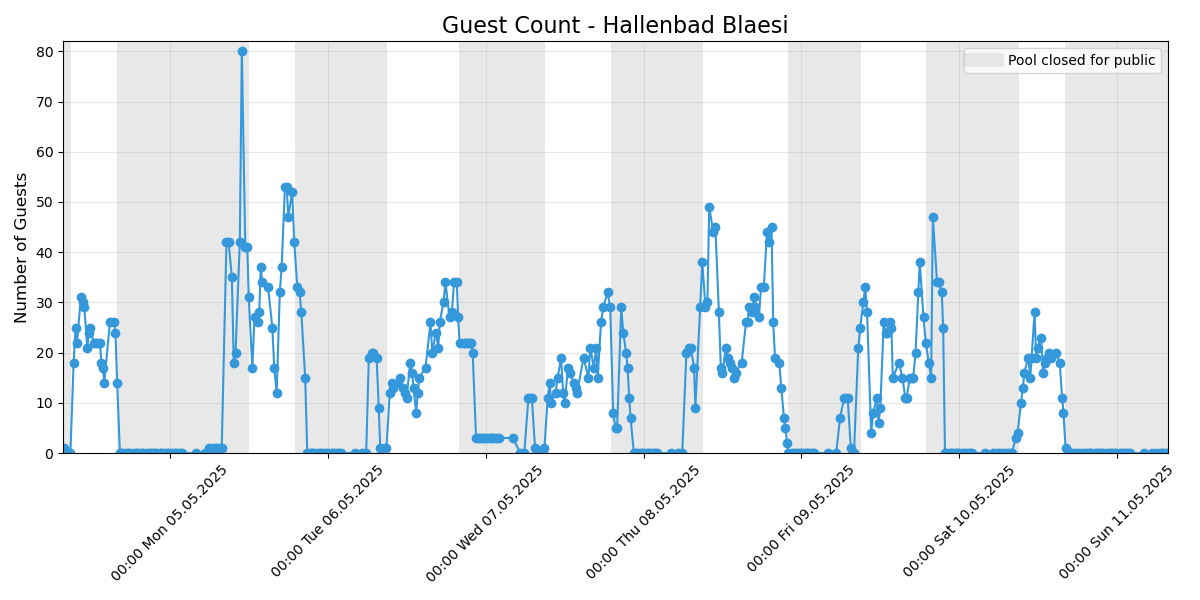 Guest Count - Hallenbad Blaesi
Pool closed for public
Number of Guests
80
70
60
50
40
30
20
10
0
00:00 Mon 05.05.2025
00:00 Tue 06.05.2025
00:00 Wed 07.05.2025
00:00 Thu 08.05.2025
00:00 Fri 09.05.2025
00:00 Sat 10.05.2025
00:00 Sun 11.05.2025